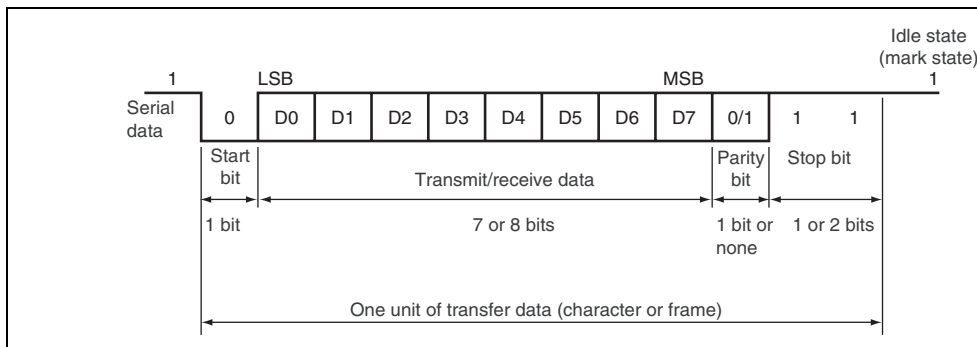 Idle state
(mark state)
1 LSB MSB 1
Serial
data
0 D0 D1 D2 D3 D4 D5 D6 D7 0/1 1 1
Start
bit
Transmit/receive data
Parity
bit
Stop bit
1 bit 7 or 8 bits 1 bit or
none
1 or 2 bits
One unit of transfer data (character or frame)